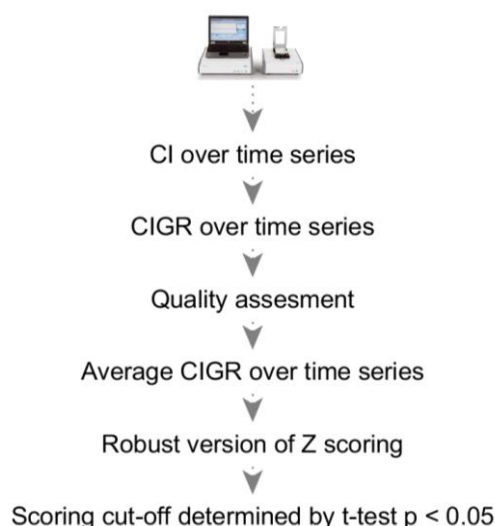 CI over time series
CIGR over time series
Quality assesment
Average CIGR over time series
Robust version of Z scoring
Scoring cut-off determined by t-test p < 0.05